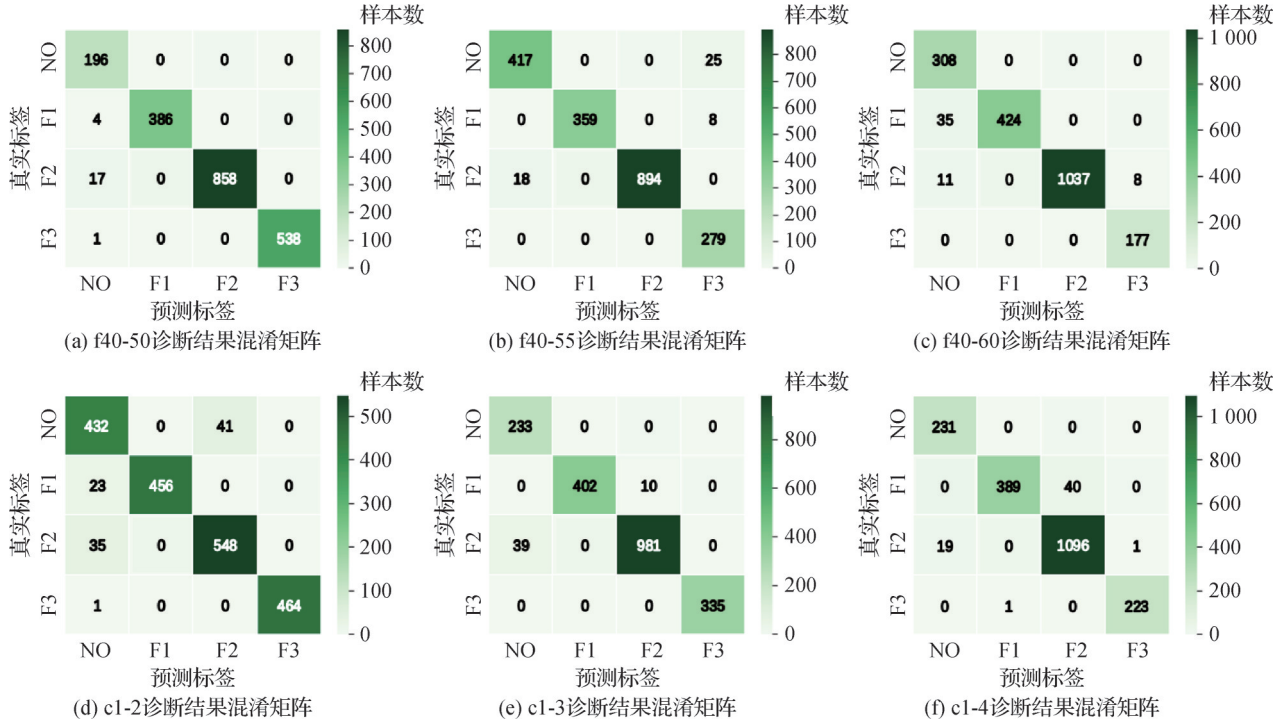 样本数
NO 196 0 0 0 800
700
F1 4 386 0 0 600
500
真实标签
400
F2 17 0 858 0 300
200
F3 1 0 0 538 100
0
NO F1 F2 F3
预测标签
(a) f40-50诊断结果混淆矩阵
样本数
NO 417 0 0 25 800
700
F1 0 359 0 8 600
500
真实标签
400
F2 18 0 894 0 300
200
F3 0 0 0 279 100
0
NO F1 F2 F3
预测标签
(b) f40-55诊断结果混淆矩阵
样本数
NO 308 0 0 0 1 000
800
F1 35 424 0 0 600
真实标签
F2 11 0 1037 8 400
200
F3 0 0 0 177
0
NO F1 F2 F3
预测标签
(c) f40-60诊断结果混淆矩阵
样本数
NO 432 0 41 0 500
400
F1 23 456 0 0 300
真实标签
F2 35 0 548 0 200
100
F3 1 0 0 464
0
NO F1 F2 F3
预测标签
(d) c1-2诊断结果混淆矩阵
样本数
NO 233 0 0 0 800
F1 0 402 10 0 600
真实标签
400
F2 39 0 981 0
200
F3 0 0 0 335
0
NO F1 F2 F3
预测标签
(e) c1-3诊断结果混淆矩阵
样本数
NO 231 0 0 0 1 000
800
F1 0 389 40 0 600
真实标签
F2 19 0 1096 1 400
200
F3 0 1 0 223
0
NO F1 F2 F3
预测标签
(f) c1-4诊断结果混淆矩阵